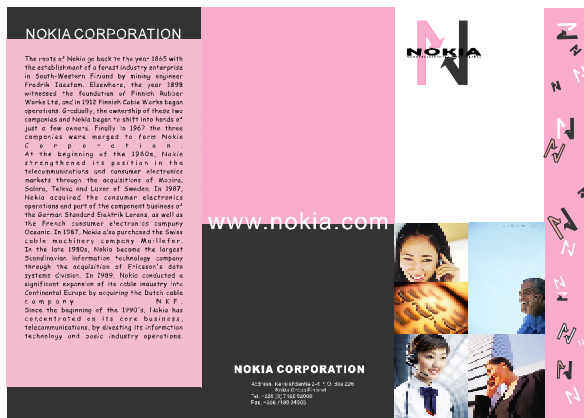 NOKIA CORPORATION
The roots of Nokia go back to the year 1865 with
the establishment of a forest industry enterprise
in South-Western Finland by mining engineer
Fredrik Idestam. Elsewhere, the year 1898
witnessed the foundation of Finnish Rubber
Works Ltd, and in 1912 Finnish Cable Works began
operations. Gradually, the ownership of these two
companies and Nokia began to shift into hands of
just a few owners. Finally in 1967 the three
companies were merged to form Nokia
Corporation.
At the beginning of the 1980s, Nokia
strengthened its position in the
telecommunications and consumer electronics
markets through the acquisitions of Mobira,
Salora, Televa and Luxor of Sweden. In 1987,
Nokia acquired the consumer electronics
operations and part of the component business of
the German Standard Elektrik Lorenz, as well as
the French consumer electronics company
Oceanic. In 1987, Nokia also purchased the Swiss
cable machinery company Maillefer.
In the late 1980s, Nokia became the largest
Scandinavian information technology company
through the acquisition of Ericsson's data
systems division. In 1989, Nokia conducted a
significant expansion of its cable industry into
Continental Europe by acquiring the Dutch cable
company NKF.
Since the beginning of the 1990's, Nokia has
concentrated on its core business,
telecommunications, by divesting its information
technology and basic industry operations.
www.nokia.com
NOKIA CORPORATION
Address. Keilalahdentie 2-4 P.O. Box 226
Nokia Group Finland
Tel.
Fax.
NOKIA